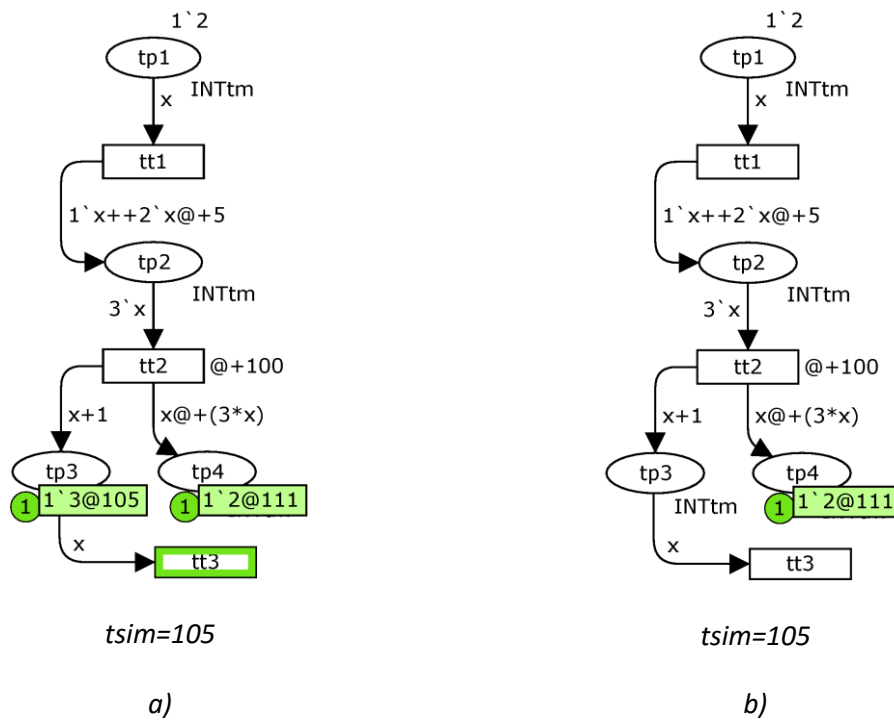 1`2
tp1
INTtm
x
tt1
1`x++2`x@+5
tp2
INTtm
3`x
tt2
@+100
x+1
x@+(3*x)
tp3
tp4
1
1`3@105
1
1`2@111
x
tt3
tsim=105
a)
1`2
tp1
INTtm
x
tt1
1`x++2`x@+5
tp2
INTtm
3`x
tt2
@+100
x+1
x@+(3*x)
tp3
tp4
1
1`2@111
INTtm
x
tt3
tsim=105
b)